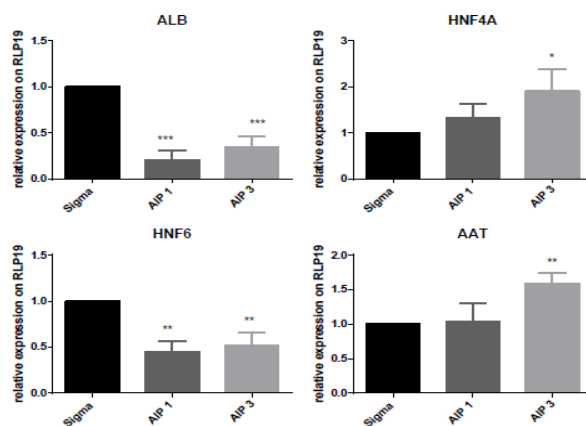 ALB
relative expression on RLP19
1.5
1.0
0.5
0.0
***
***
Sigma
AIP 1
AIP 3
HNF4A
relative expression on RLP19
3
2
1
0
*
Sigma
AIP 1
AIP 3
HNF6
relative expression on RLP19
1.5
1.0
0.5
0.0
**
**
Sigma
AIP 1
AIP 3
AAT
relative expression on RLP19
2.0
1.5
1.0
0.5
0.0
**
Sigma
AIP 1
AIP 3